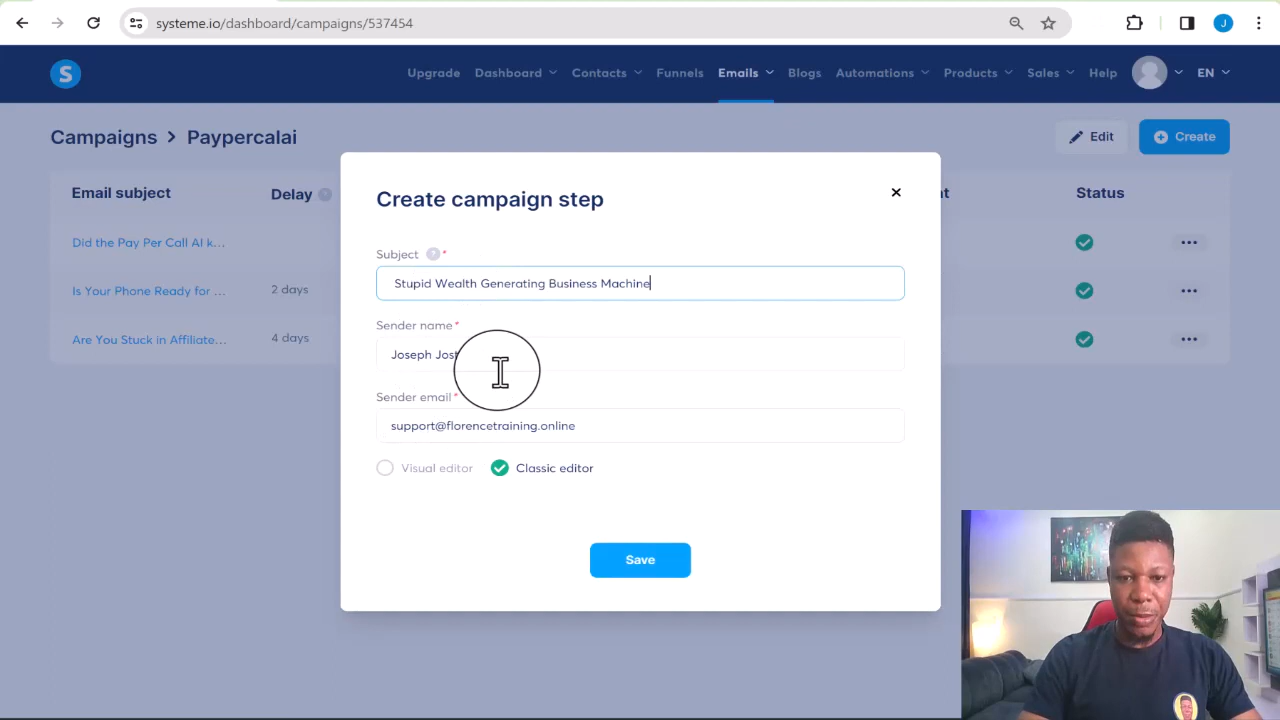 systeme.io/dashboard/campaigns/537454
J
S
Upgrade Dashboard Contacts Funnels Emails Blogs Automations Products Sales Help EN
Campaigns > Paypercalai
Edit
Create
Email subject
Delay ?
Status
Did the Pay Per Call AI k...
Is Your Phone Ready for ...
2 days
Are You Stuck in Affiliate...
4 days
Create campaign step
Subject ? *
Stupid Wealth Generating Business Machine
Sender name *
Joseph Jost
Sender email *
support@florencetraining.online
Visual editor
Classic editor
Save